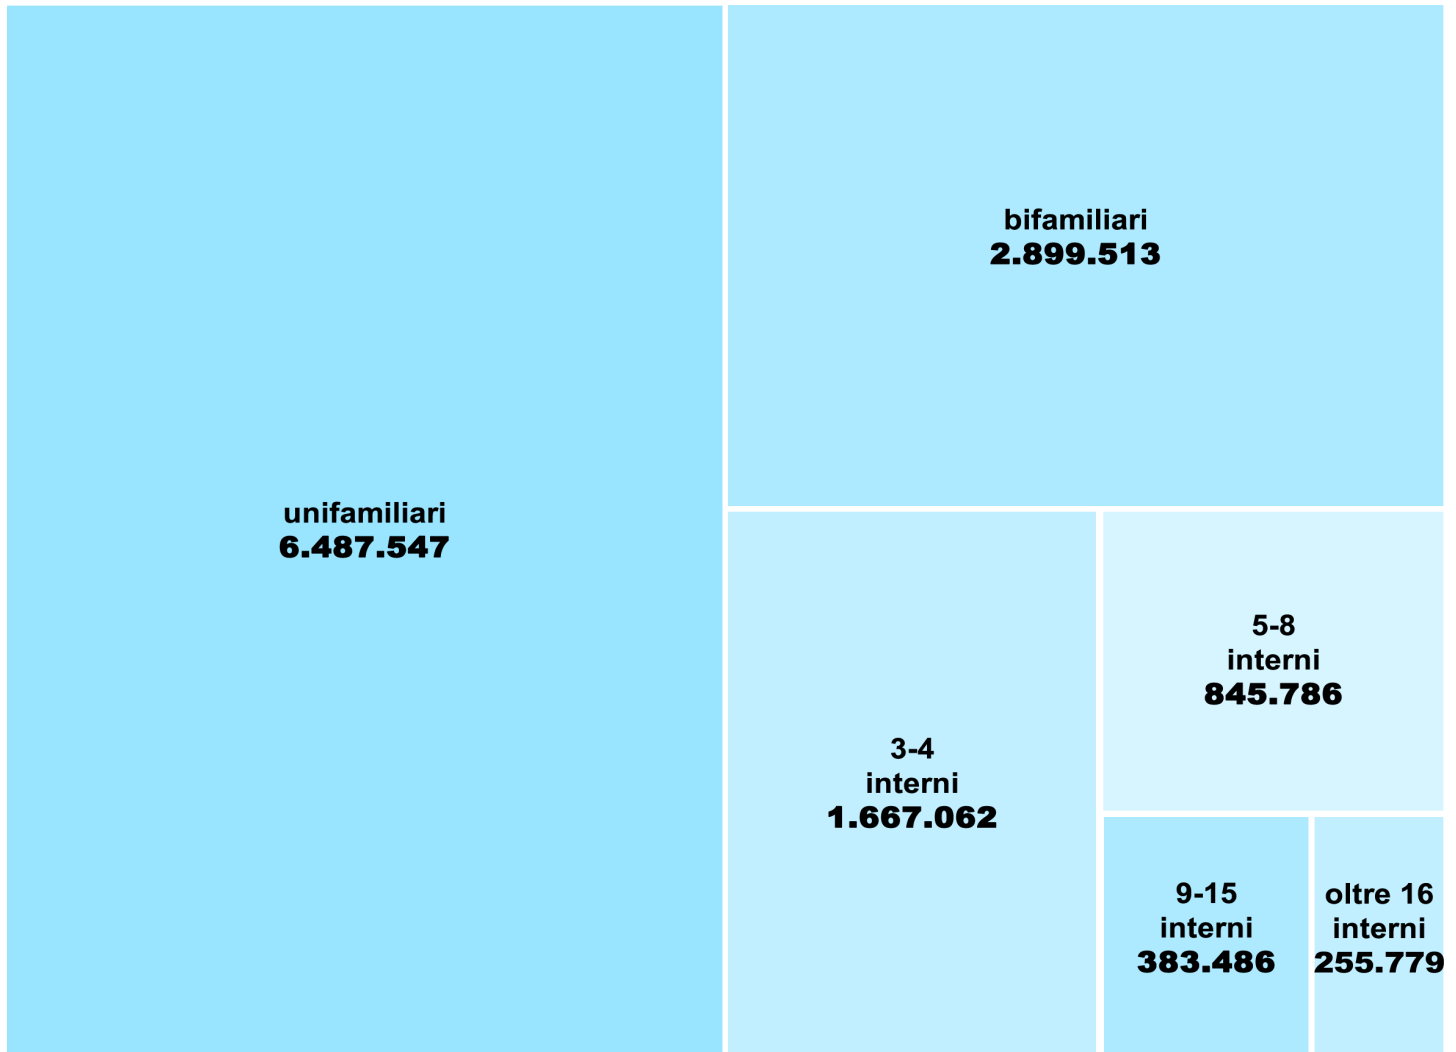 unifamiliari
6.487.547
bifamiliari
2.899.513
3-4
interni
1.667.062
5-8
interni
845.786
9-15
interni
383.486
oltre 16
interni
255.779